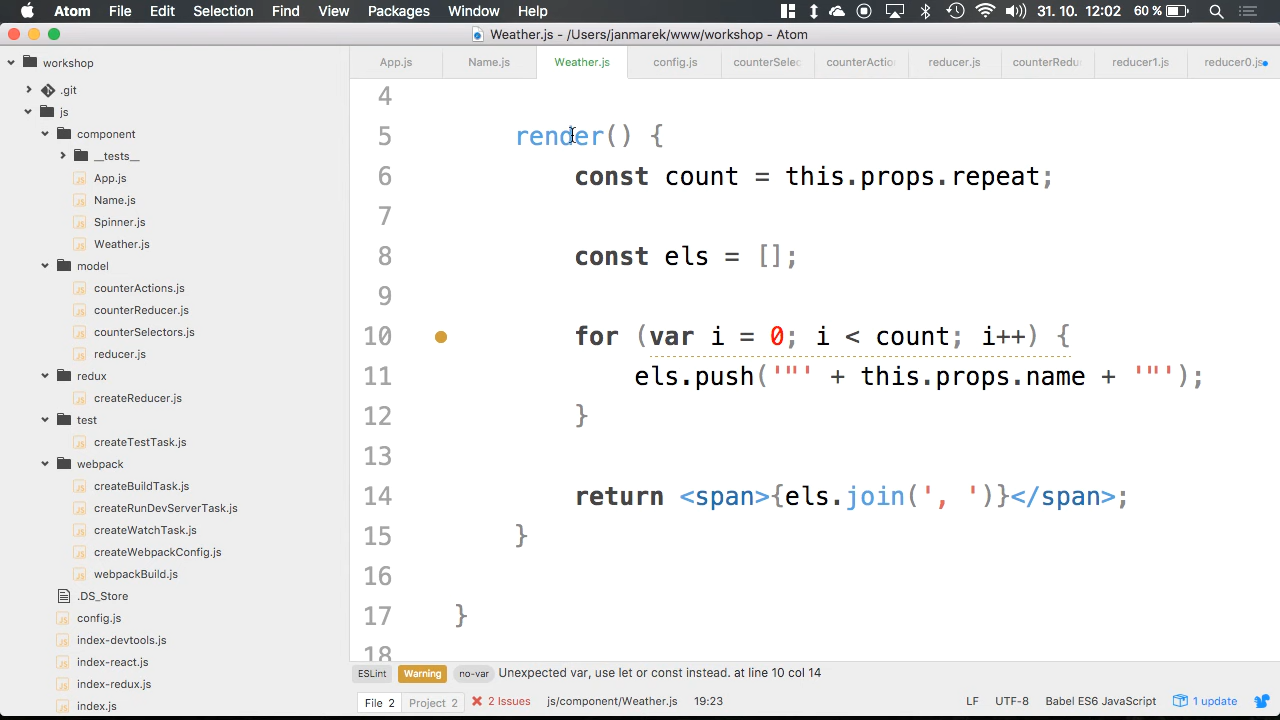 Atom File Edit Selection Find View Packages Window Help 31. 10. 12:02 60 %
Weather.js - /Users/janmarek/www/workshop - Atom
workshop
.git
js
component
__tests__
App.js
Name.js
Spinner.js
Weather.js
model
counterActions.js
counterReducer.js
counterSelectors.js
reducer.js
redux
createReducer.js
test
createTestTask.js
webpack
createBuildTask.js
createRunDevServerTask.js
createWatchTask.js
createWebpackConfig.js
webpackBuild.js
.DS_Store
config.js
index-devtools.js
index-react.js
index-redux.js
index.js
App.js Name.js Weather.js config.js counterSelec counterActio reducer.js counterRedu reducer1.js reducer0.js
4
5 render() {
6 const count = this.props.repeat;
7
8 const els = [];
9
10 for (var i = 0; i < count; i++) {
11 els.push('"' + this.props.name + '"');
12 }
13
14 return <span>{els.join(', ')}</span>;
15 }
16
17 }
18
ESLint Warning no-var Unexpected var, use let or const instead. at line 10 col 14
File 2 Project 2 2 Issues js/component/Weather.js 19:23 LF UTF-8 Babel ES6 JavaScript 1 update